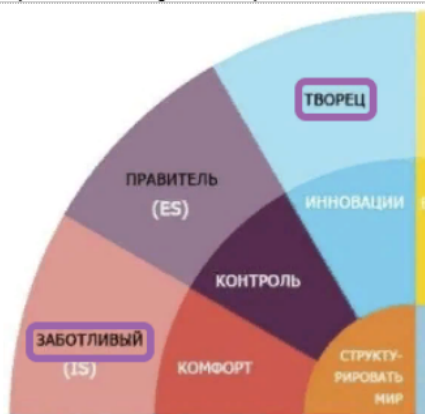 ТВОРЕЦ
ПРАВИТЕЛЬ
(ES)
ИННОВАЦИИ
КОНТРОЛЬ
ЗАБОТЛИВЫЙ
(IS)
КОМФОРТ
СТРУКТУ-
РИРОВАТЬ
МИР